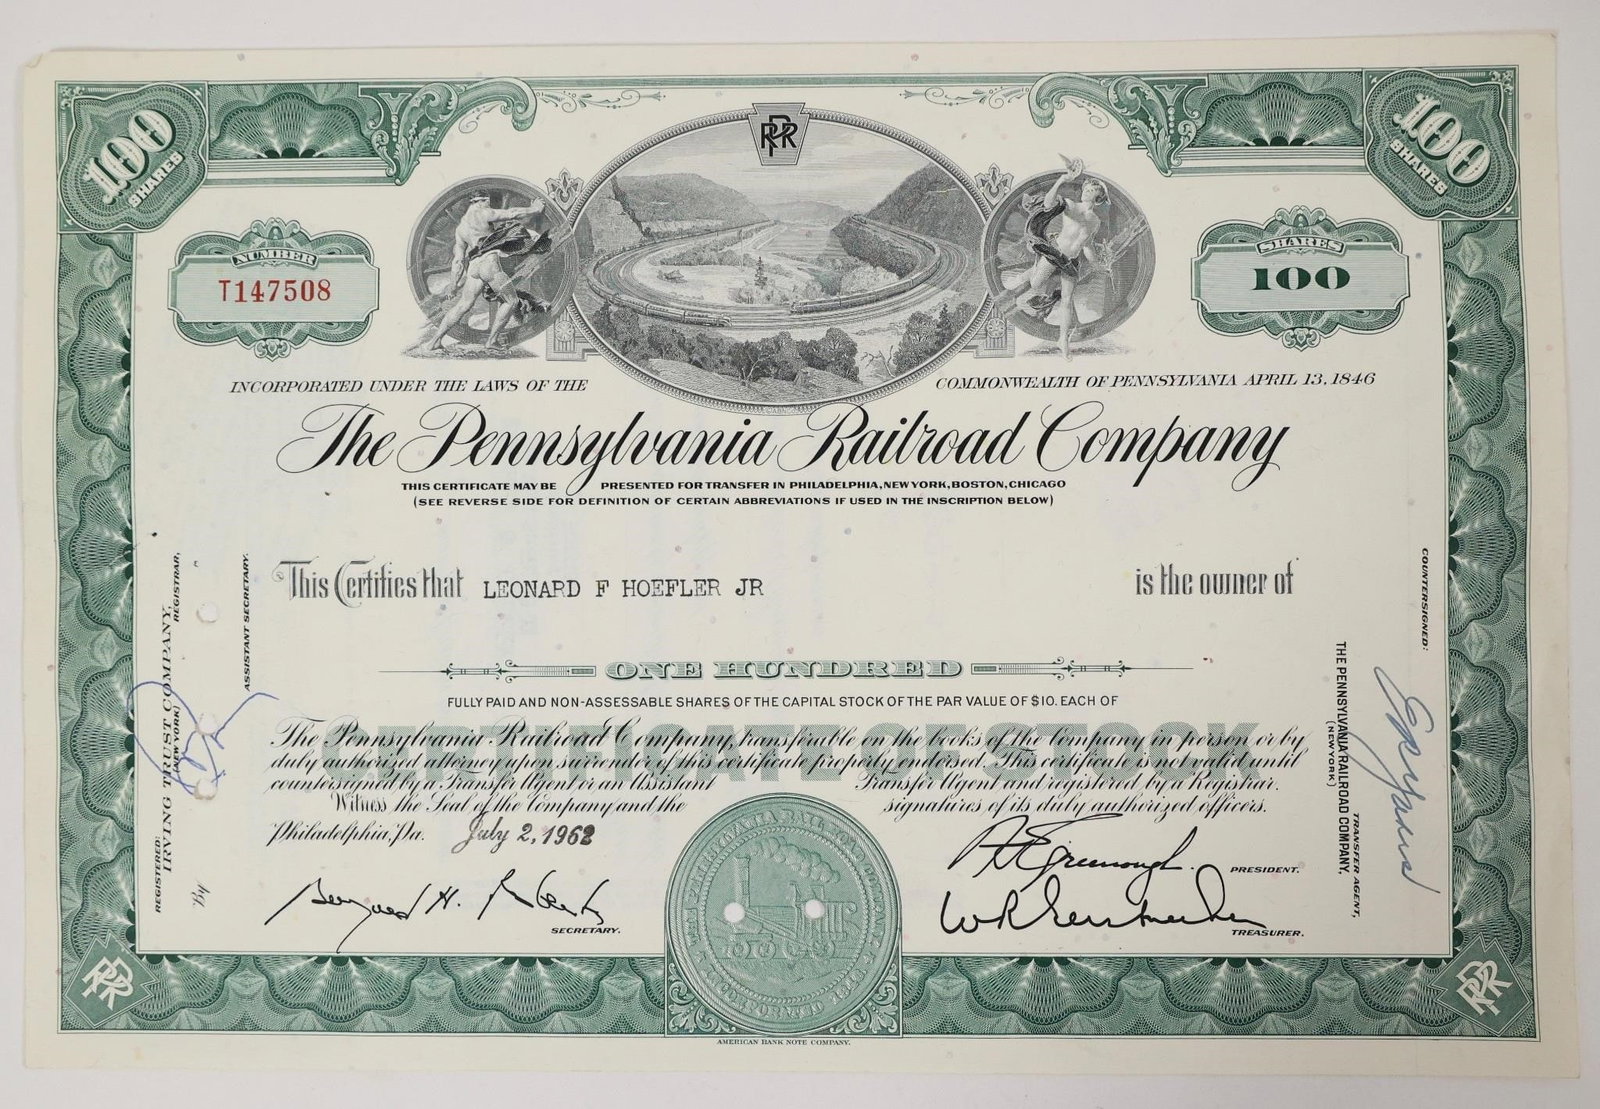 100 SHARES
100 SHARES
PRR
NUMBER
T147508
SHARES
100
INCORPORATED UNDER THE LAWS OF THE COMMONWEALTH OF PENNSYLVANIA APRIL 13, 1846
The Pennsylvania Railroad Company
THIS CERTIFICATE MAY BE PRESENTED FOR TRANSFER IN PHILADELPHIA, NEW YORK, BOSTON, CHICAGO
(SEE REVERSE SIDE FOR DEFINITION OF CERTAIN ABBREVIATIONS IF USED IN THE INSCRIPTION BELOW)
This Certifies that LEONARD F HOEFLER JR is the owner of
ONE HUNDRED
FULLY PAID AND NON-ASSESSABLE SHARES OF THE CAPITAL STOCK OF THE PAR VALUE OF $10. EACH OF
CERTIFICATE OF STOCK
The Pennsylvania Railroad Company, transferable on the books of the Company in person or by
duly authorized attorney upon surrender of this certificate properly endorsed. This certificate is not valid until
countersigned by a Transfer Agent or an Assistant Transfer Agent and registered by a Registrar.
Witness the Seal of the Company and the signatures of its duly authorized officers.
Philadelphia, Pa. July 2, 1962
SECRETARY.
PRESIDENT.
TREASURER.
REGISTERED:
IRVING TRUST COMPANY,
(NEW YORK)
REGISTRAR,
By
ASSISTANT SECRETARY.
COUNTERSIGNED:
THE PENNSYLVANIA RAILROAD COMPANY,
(NEW YORK)
TRANSFER AGENT,
PRR
PRR
AMERICAN BANK NOTE COMPANY.